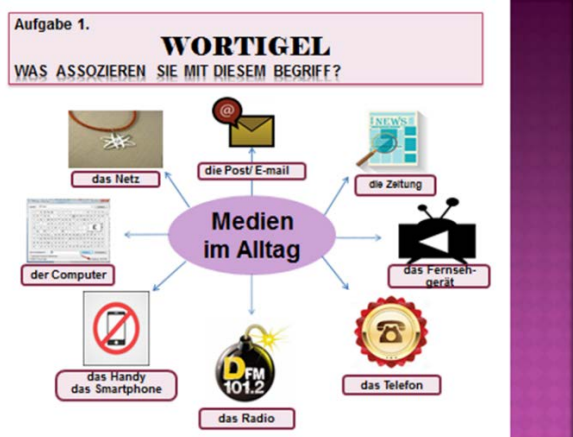 Aufgabe 1.
WORTIGEL
WAS ASSOZIEREN SIE MIT DIESEM BEGRIFF?
@
NEWS
das Netz
die Post/ E-mail
die Zeitung
Medien
im Alltag
der Computer
das Fernseh-
gerät
DFM
101.2
das Handy
das Smartphone
das Telefon
das Radio